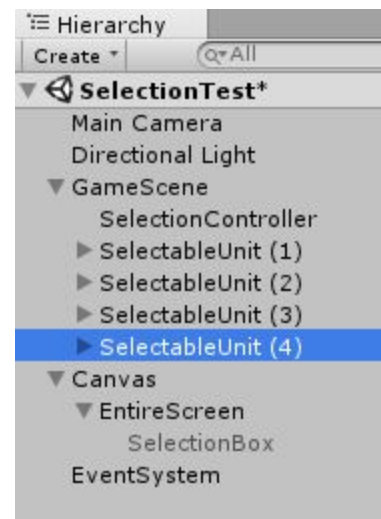 Hierarchy
Create All
SelectionTest*
Main Camera
Directional Light
GameScene
SelectionController
SelectableUnit (1)
SelectableUnit (2)
SelectableUnit (3)
SelectableUnit (4)
Canvas
EntireScreen
SelectionBox
EventSystem